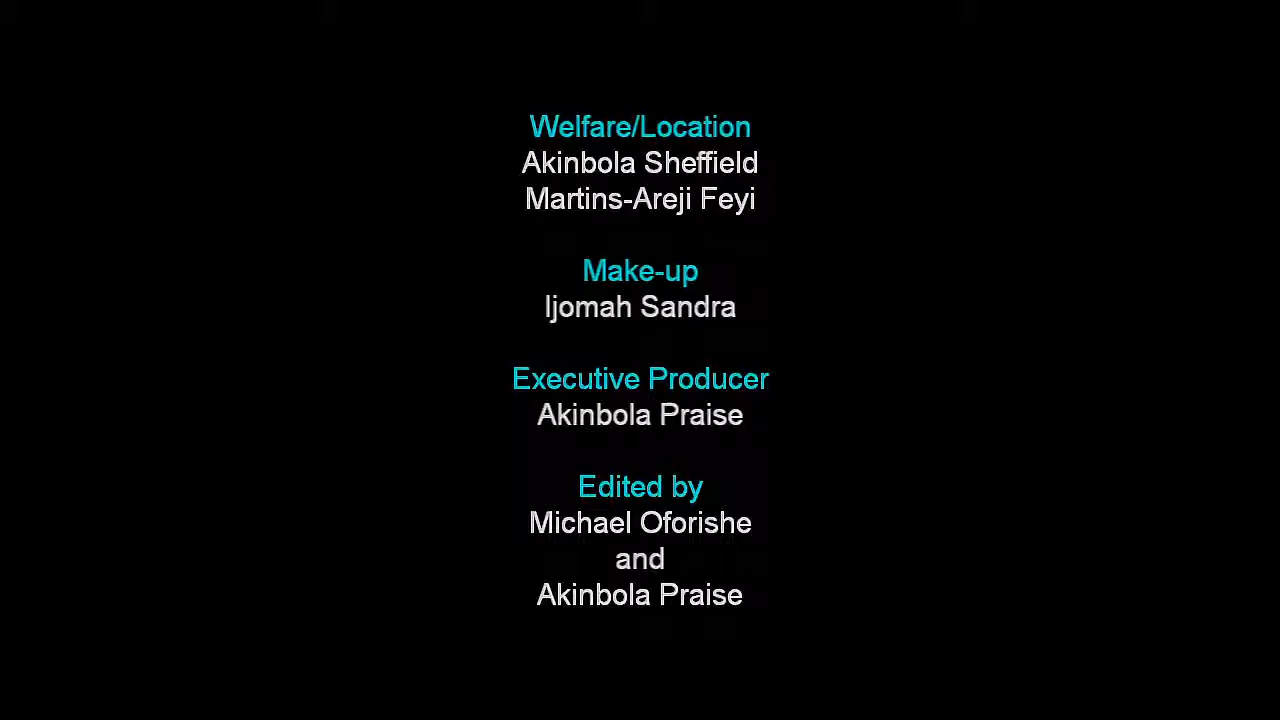 Welfare/Location
Akinbola Sheffield
Martins-Areji Feyi
Make-up
Ijomah Sandra
Executive Producer
Akinbola Praise
Edited by
Michael Oforishe
and
Akinbola Praise